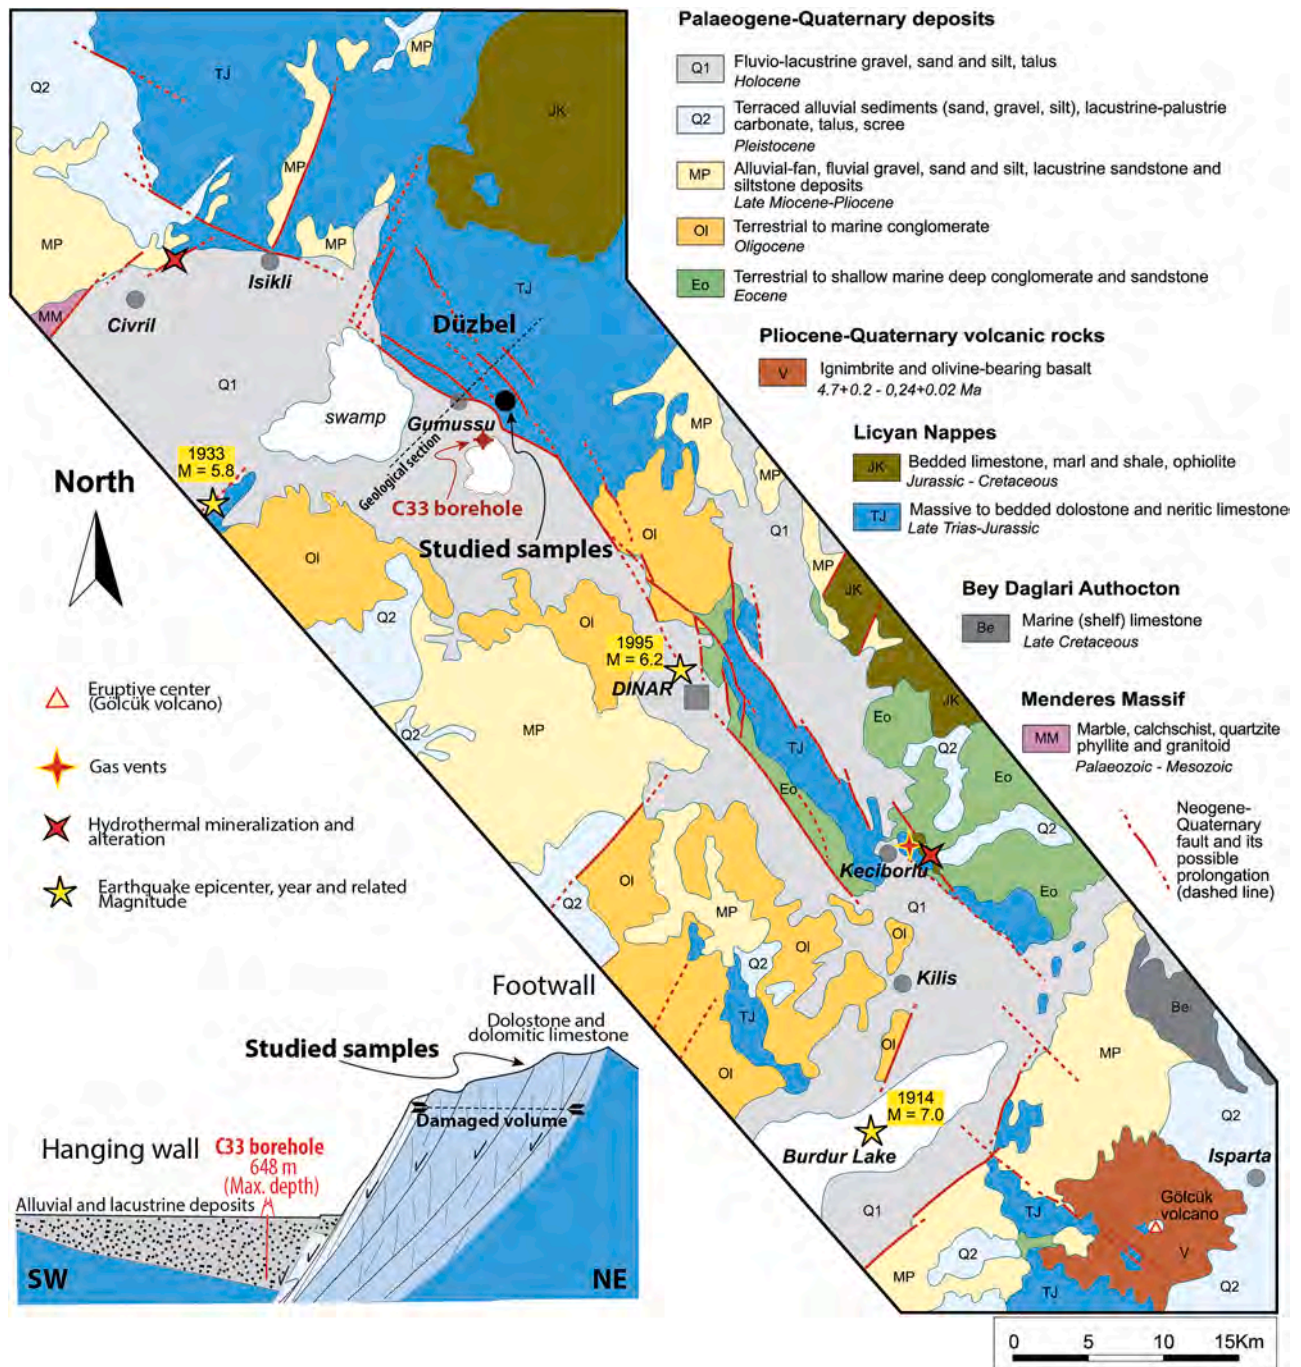 Palaeogene-Quaternary deposits
Q1
Fluvio-lacustrine gravel, sand and silt, talus
Holocene
Q2
Terraced alluvial sediments (sand, gravel, silt), lacustrine-palustrie
carbonate, talus, scree
Pleistocene
MP
Alluvial-fan, fluvial gravel, sand and silt, lacustrine sandstone and
siltstone deposits
Late Miocene-Pliocene
Ol
Terrestrial to marine conglomerate
Oligocene
Eo
Terrestrial to shallow marine deep conglomerate and sandstone
Eocene
Pliocene-Quaternary volcanic rocks
V
Ignimbrite and olivine-bearing basalt
4.7+0.2 - 0,24+0.02 Ma
Licyan Nappes
JK
Bedded limestone, marl and shale, ophiolite
Jurassic - Cretaceous
TJ
Massive to bedded dolostone and neritic limestone
Late Trias-Jurassic
Bey Daglari Authocton
Be
Marine (shelf) limestone
Late Cretaceous
Menderes Massif
MM
Marble, calchschist, quartzite
phyllite and granitoid
Palaeozoic - Mesozoic
Neogene-
Quaternary
fault and its
possible
prolongation
(dashed line)
MP
TJ
Q2
JK
MP
MP
MP
Isikli
Civril
MM
TJ
Düzbel
Q1
swamp
Gumussu
Geological section
C33 borehole
Studied samples
1933
M = 5.8
North
MP
MP
Q1
Ol
Ol
MP
JK
Q2
Ol
1995
M = 6.2
DINAR
Eo
JK
Q2
MP
Q2
TJ
Eo
Eo
Q2
Keciborlu
Eo
Q1
Ol
Q2
MP
Ol
Ol
Q2
Kilis
TJ
Be
Ol
Ol
MP
1914
M = 7.0
Burdur Lake
Q2
Isparta
Q1
TJ
Gölcük
volcano
Q2
V
MP
TJ
Q2
Eruptive center
(Gölcük volcano)
Gas vents
Hydrothermal mineralization and
alteration
Earthquake epicenter, year and related
Magnitude
Footwall
Dolostone and
dolomitic limestone
Studied samples
Damaged volume
Hanging wall
C33 borehole
648 m
(Max. depth)
Alluvial and lacustrine deposits
SW
NE
0 5 10 15Km